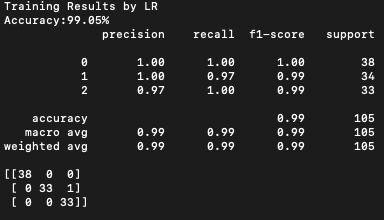 Training Results by LR
Accuracy:99.05%
precision recall f1-score support
0 1.00 1.00 1.00 38
1 1.00 0.97 0.99 34
2 0.97 1.00 0.99 33
accuracy 0.99 105
macro avg 0.99 0.99 0.99 105
weighted avg 0.99 0.99 0.99 105
[[38 0 0]
[ 0 33 1]
[ 0 0 33]]